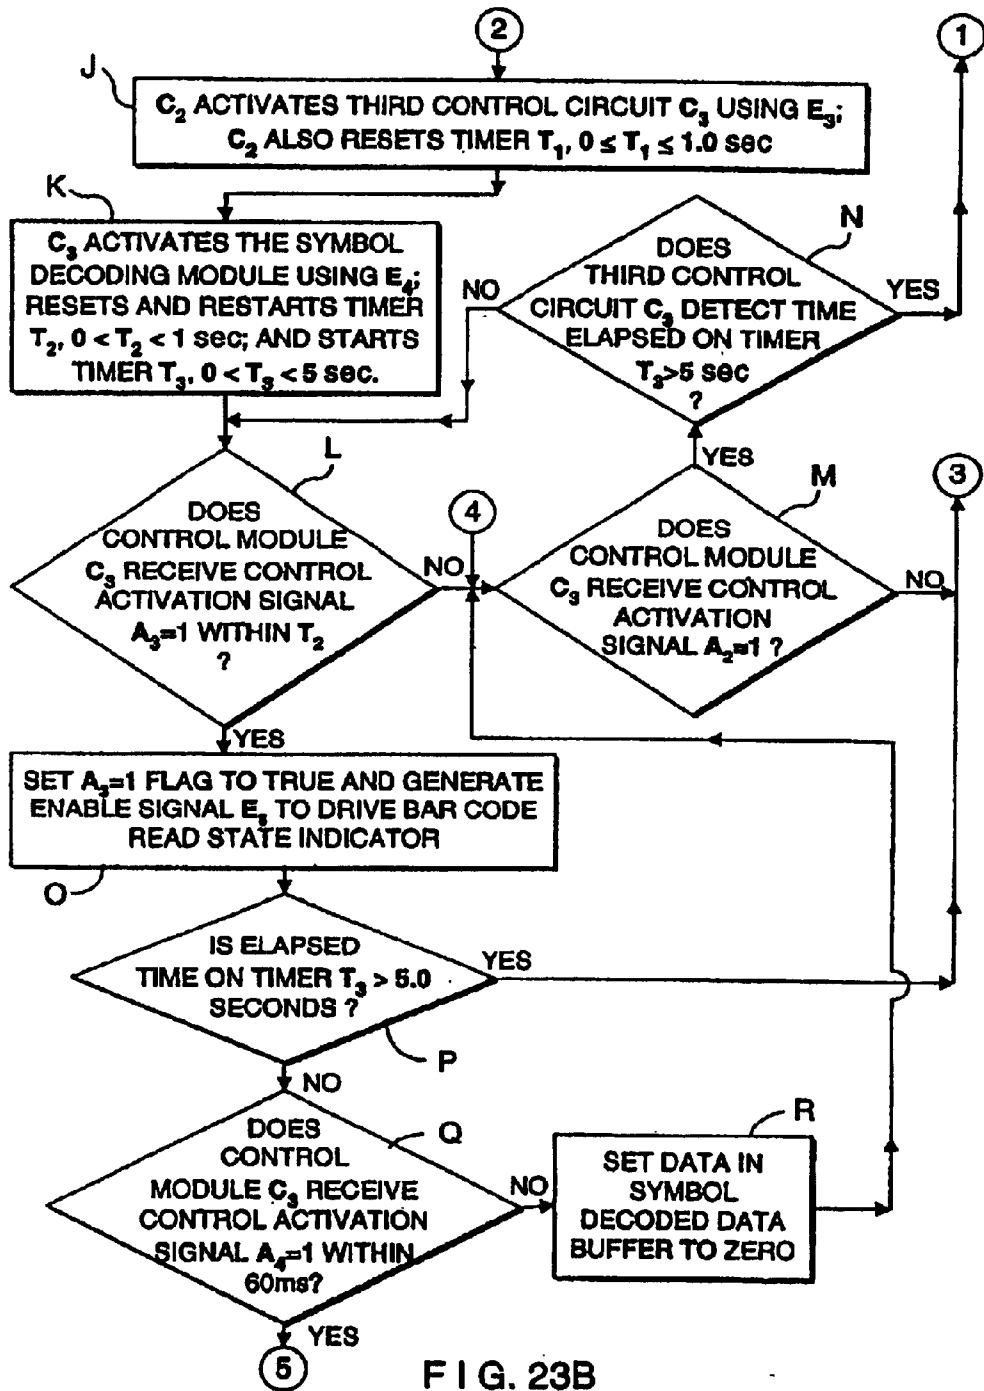 2
1
J
C₂ ACTIVATES THIRD CONTROL CIRCUIT C₃ USING E₃;
C₂ ALSO RESETS TIMER T₁, 0 ≤ T₁ ≤ 1.0 sec
K
C₃ ACTIVATES THE SYMBOL
DECODING MODULE USING E₄;
RESETS AND RESTARTS TIMER
T₂, 0 < T₂ < 1 sec; AND STARTS
TIMER T₃, 0 < T₃ < 5 sec.
N
DOES
THIRD CONTROL
CIRCUIT C₃ DETECT TIME
ELAPSED ON TIMER
T₃>5 sec
?
NO
YES
L
DOES
CONTROL MODULE
C₃ RECEIVE CONTROL
ACTIVATION SIGNAL
A₃=1 WITHIN T₂
?
NO
YES
4
M
DOES
CONTROL MODULE
C₃ RECEIVE CONTROL
ACTIVATION
SIGNAL A₂=1 ?
YES
NO
3
SET A₃=1 FLAG TO TRUE AND GENERATE
ENABLE SIGNAL E₅ TO DRIVE BAR CODE
READ STATE INDICATOR
O
IS ELAPSED
TIME ON TIMER T₃ > 5.0
SECONDS ?
YES
P
NO
DOES
CONTROL
MODULE C₃ RECEIVE
CONTROL ACTIVATION
SIGNAL A₄=1 WITHIN
60ms?
Q
NO
R
SET DATA IN
SYMBOL
DECODED DATA
BUFFER TO ZERO
YES
5
FIG. 23B